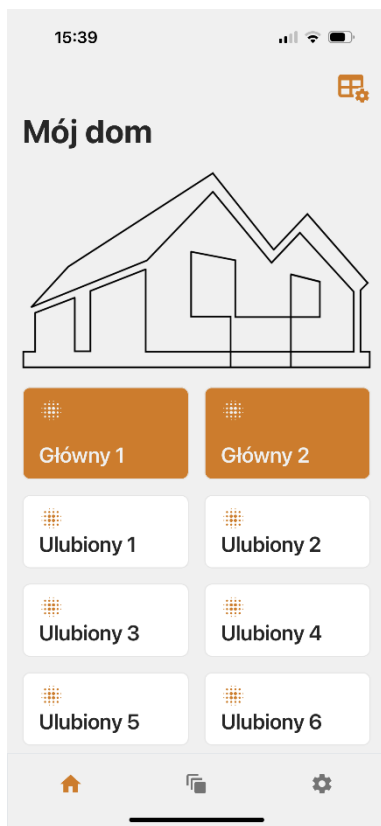 15:39
Mój dom
Główny 1
Główny 2
Ulubiony 1
Ulubiony 2
Ulubiony 3
Ulubiony 4
Ulubiony 5
Ulubiony 6